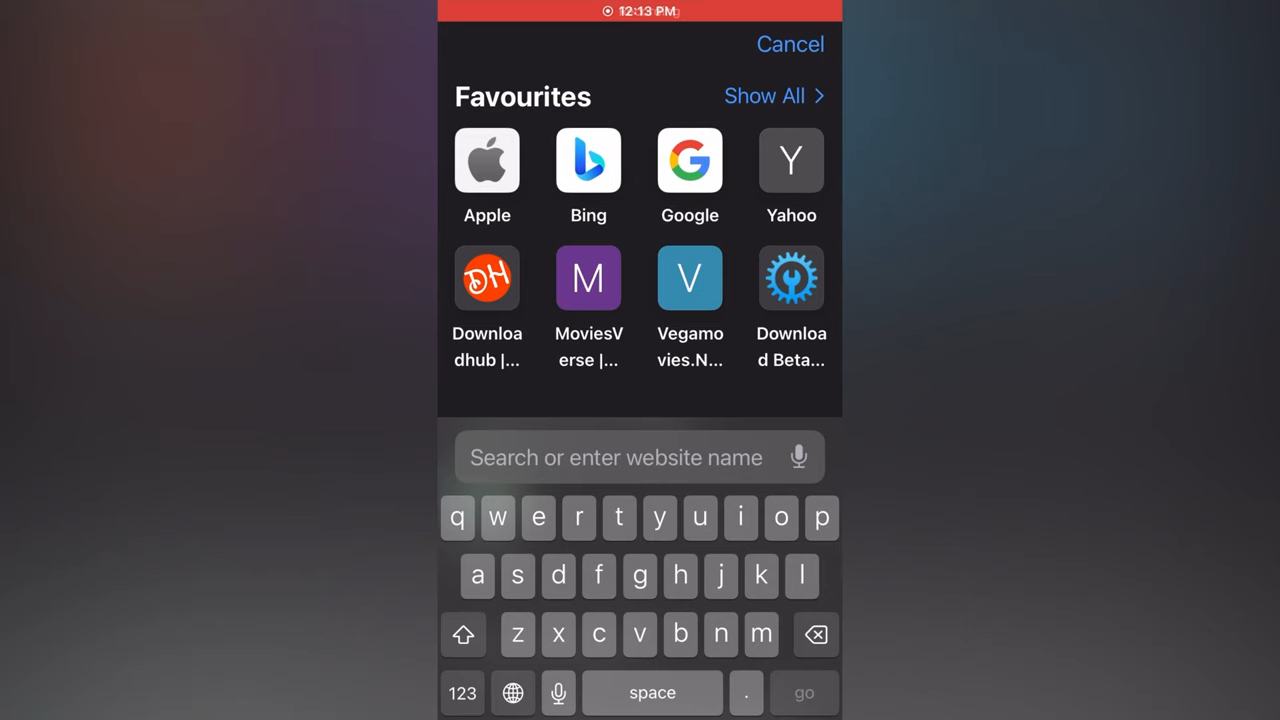 12:13 PM
Cancel
Favourites
Show All >
Apple Bing Google Yahoo
DH M V
Downloa MoviesV Vegamo Downloa
dhub |... erse |... vies.N... d Beta...
Search or enter website name
q w e r t y u i o p
a s d f g h j k l
z x c v b n m
123 space . go